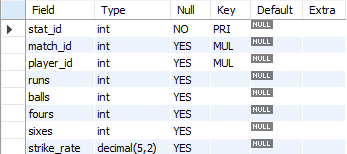 Field Type Null Key Default Extra
stat_id int NO PRI NULL
match_id int YES MUL NULL
player_id int YES MUL NULL
runs int YES NULL
balls int YES NULL
fours int YES NULL
sixes int YES NULL
strike_rate decimal(5,2) YES NULL